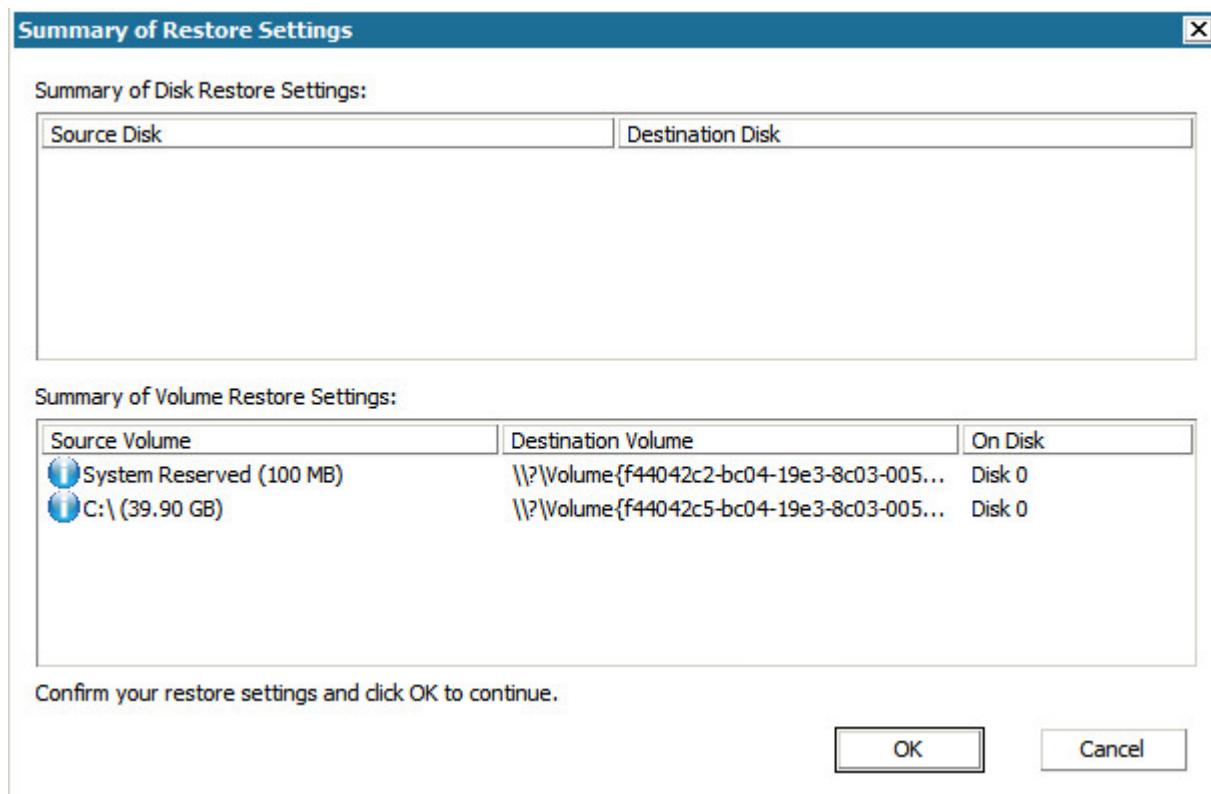 Summary of Restore Settings
Summary of Disk Restore Settings:
Source Disk Destination Disk
Summary of Volume Restore Settings:
Source Volume Destination Volume On Disk
System Reserved (100 MB) \\?\Volume{f44042c2-bc04-19e3-8c03-005... Disk 0
C:\ (39.90 GB) \\?\Volume{f44042c5-bc04-19e3-8c03-005... Disk 0
Confirm your restore settings and click OK to continue.
OK Cancel